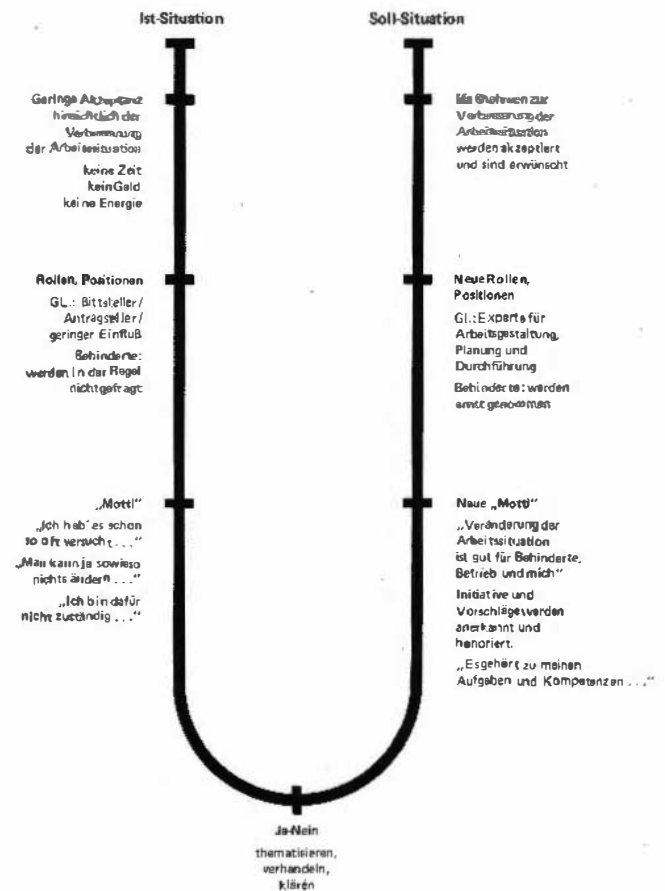 Ist-Situation
Geringe Akzeptanz
hinsichtlich der
Verbesserung
der Arbeitssituation
keine Zeit
kein Geld
keine Energie
Rollen, Positionen
GL.: Bittsteller/
Antragsteller/
geringer Einfluß
Behinderte:
werden in der Regel
nicht gefragt
„Motti“
„Ich hab´ es schon
so oft versucht . . .“
„Man kann ja sowieso
nichts ändern . . .“
„Ich bin dafür
nicht zuständig . . .“
Soll-Situation
Maßnahmen zur
Verbesserung der
Arbeitssituation
werden akzeptiert
und sind erwünscht
Neue Rollen,
Positionen
Gl.: Experte für
Arbeitsgestaltung,
Planung und
Durchführung
Behinderte: werden
ernst genommen
Neue „Motti“
„Veränderung der
Arbeitssituation
ist gut für Behinderte,
Betrieb und mich“
Initiative und
Vorschläge werden
anerkannt und
honoriert.
„Es gehört zu meinen
Aufgaben und Kompetenzen . . .“
Ja-Nein
thematisieren,
verhandeln,
klären